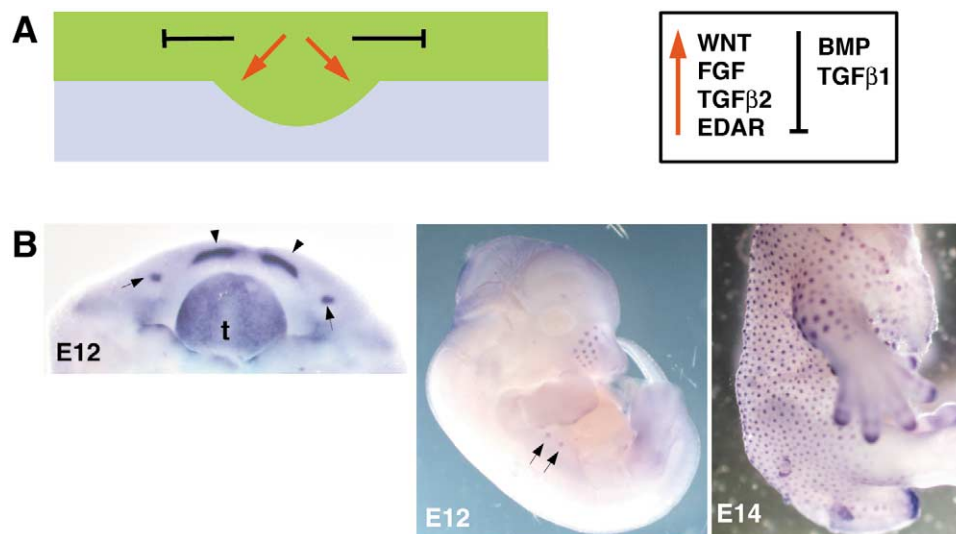 A
WNT
FGF
TGFβ2
EDAR
BMP
TGFβ1
B
t
E12
E12
E14